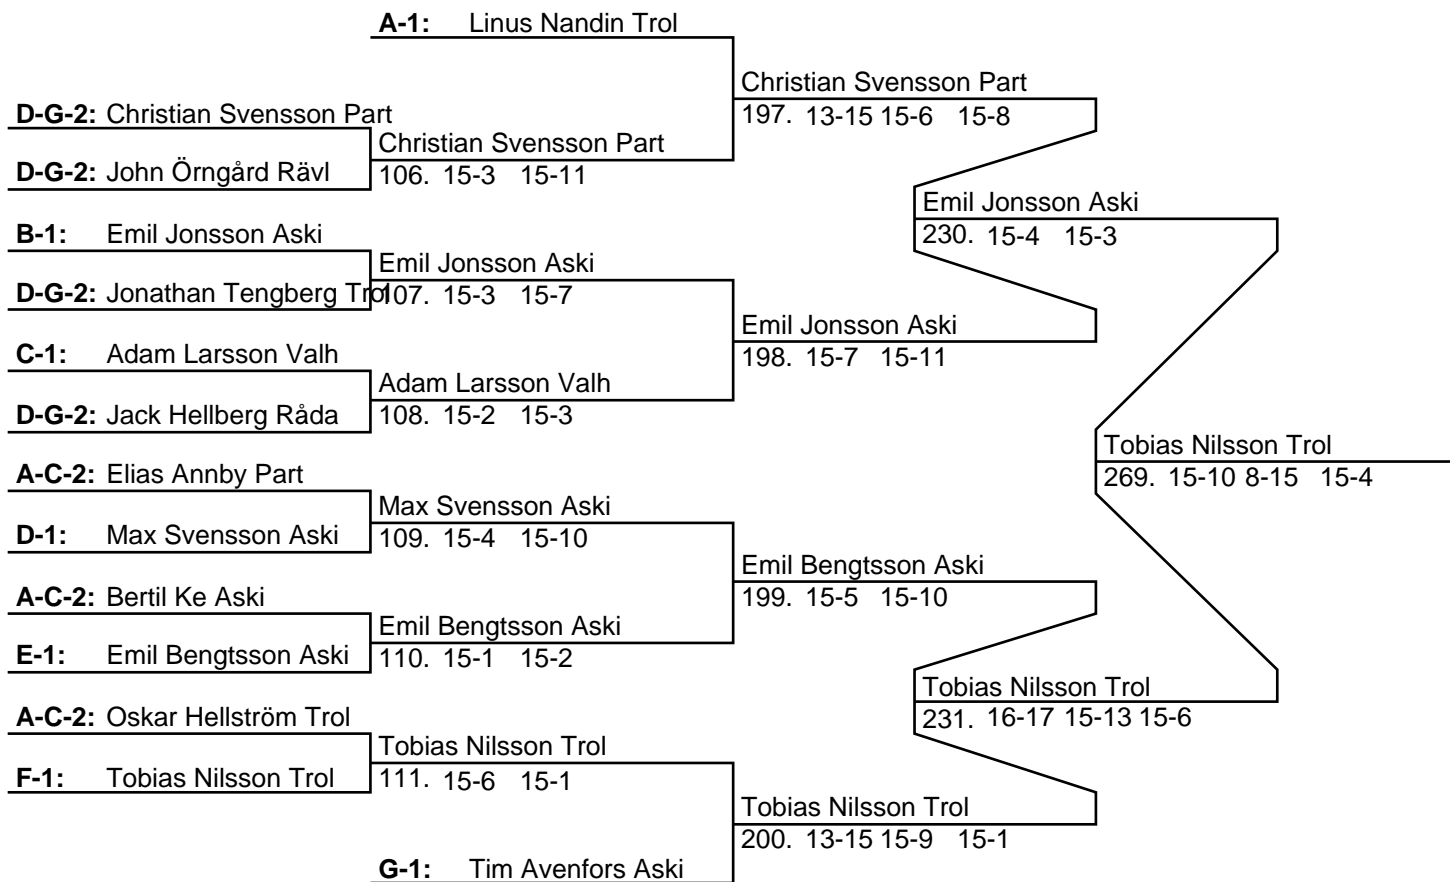 A-1: Linus Nandin Trol
Christian Svensson Part
197. 13-15 15-6 15-8
D-G-2: Christian Svensson Part
Christian Svensson Part
106. 15-3 15-11
D-G-2: John Örngård Rävl
Emil Jonsson Aski
230. 15-4 15-3
B-1: Emil Jonsson Aski
Emil Jonsson Aski
107. 15-3 15-7
D-G-2: Jonathan Tengberg Trol
Emil Jonsson Aski
198. 15-7 15-11
C-1: Adam Larsson Valh
Adam Larsson Valh
108. 15-2 15-3
D-G-2: Jack Hellberg Råda
Tobias Nilsson Trol
269. 15-10 8-15 15-4
A-C-2: Elias Annby Part
Max Svensson Aski
109. 15-4 15-10
D-1: Max Svensson Aski
Emil Bengtsson Aski
199. 15-5 15-10
A-C-2: Bertil Ke Aski
Emil Bengtsson Aski
110. 15-1 15-2
E-1: Emil Bengtsson Aski
Tobias Nilsson Trol
231. 16-17 15-13 15-6
A-C-2: Oskar Hellström Trol
Tobias Nilsson Trol
111. 15-6 15-1
F-1: Tobias Nilsson Trol
Tobias Nilsson Trol
200. 13-15 15-9 15-1
G-1: Tim Avenfors Aski